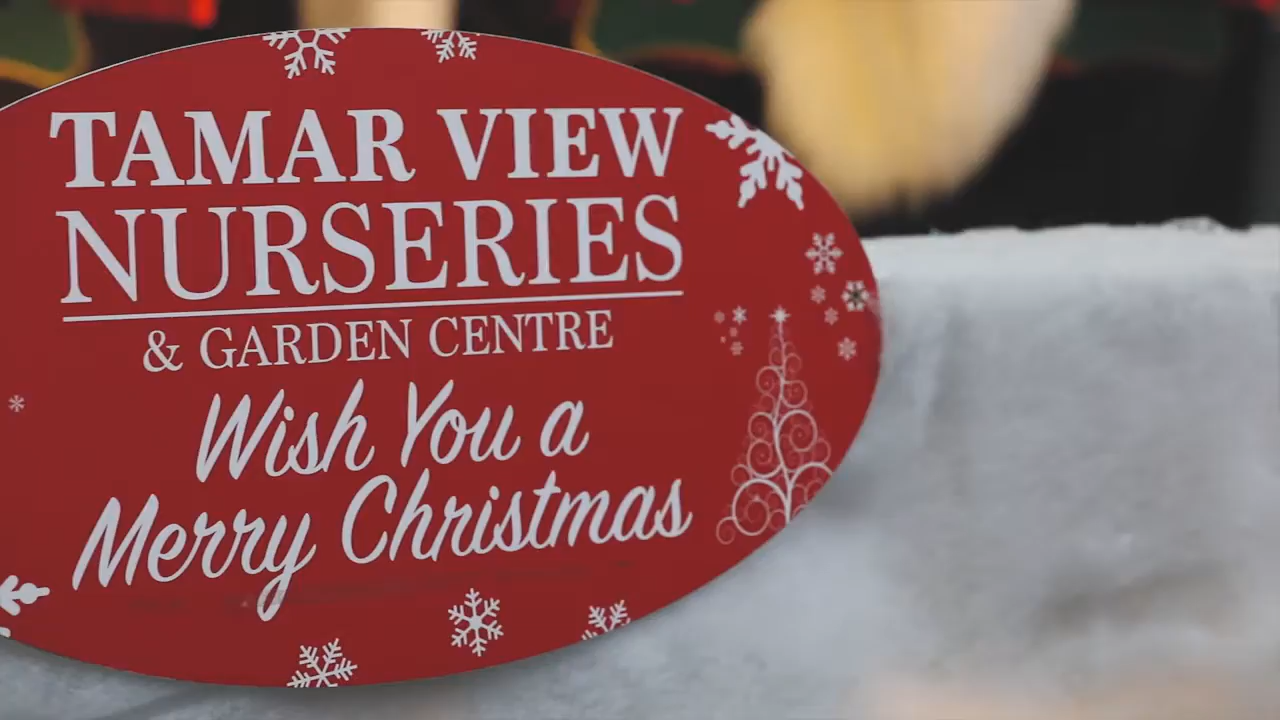 TAMAR VIEW
NURSERIES
& GARDEN CENTRE
Wish You a
Merry Christmas